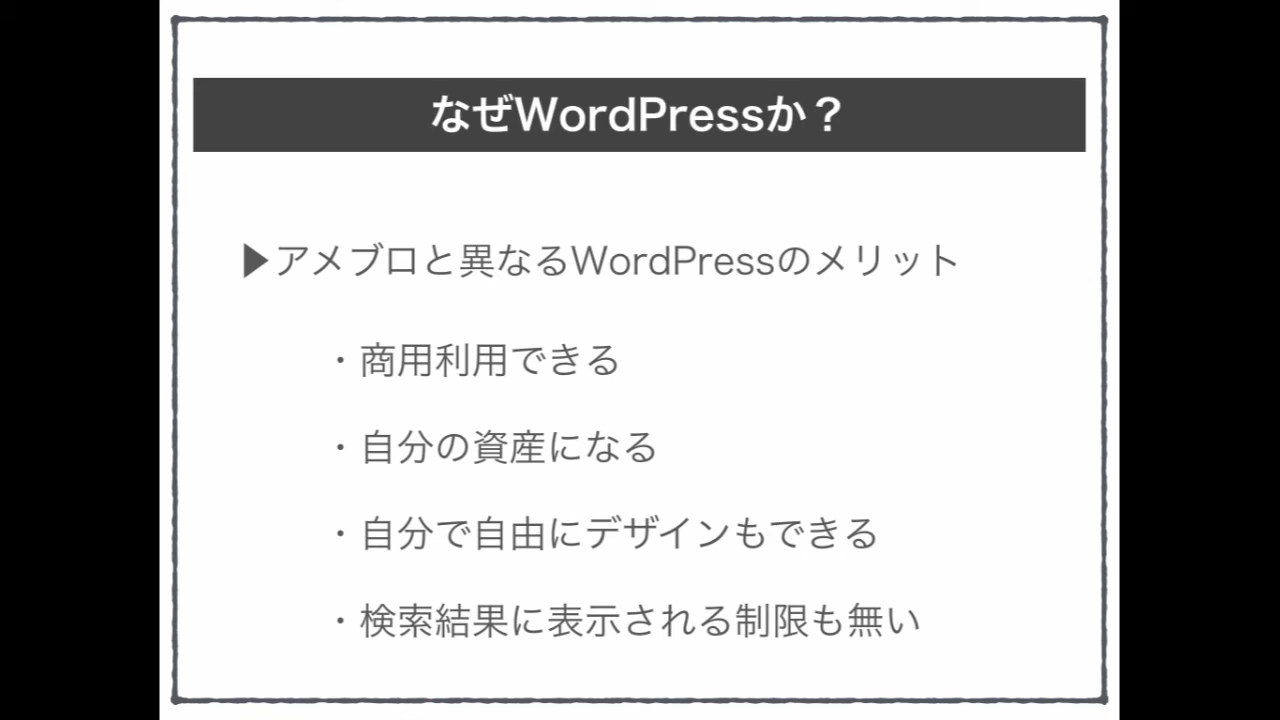 なぜWordPressか？
▶アメブロと異なるWordPressのメリット
・商用利用できる
・自分の資産になる
・自分で自由にデザインもできる
・検索結果に表示される制限も無い